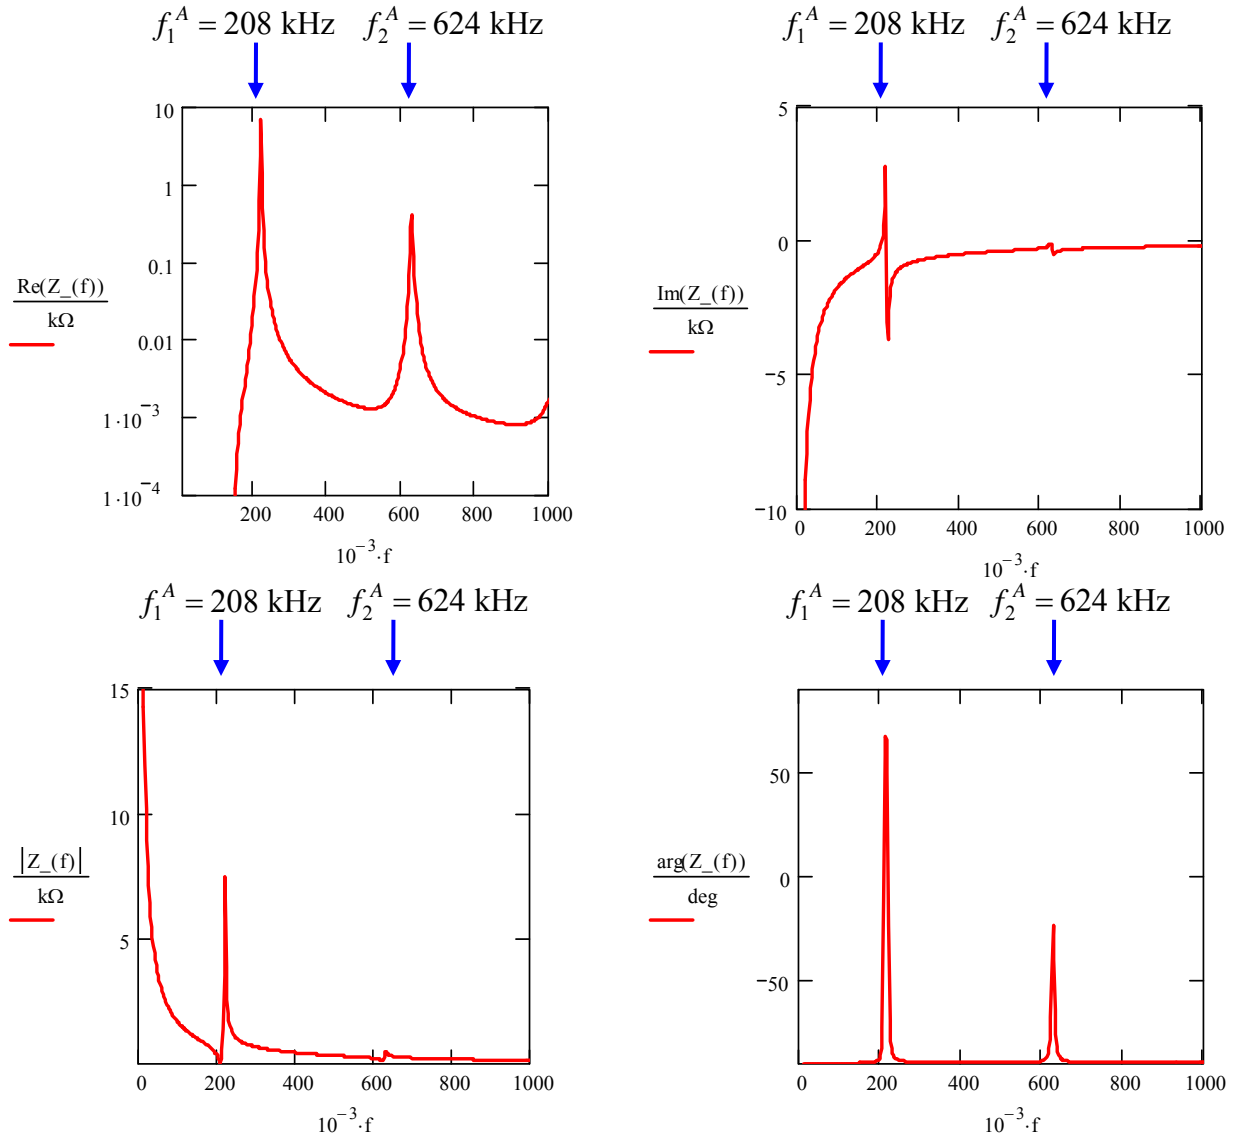 f₁ᴬ = 208 kHz f₂ᴬ = 624 kHz
10
1
0.1
0.01
1·10⁻³
1·10⁻⁴
Re(Z_(f))
kΩ
200 400 600 800 1000
10⁻³·f
f₁ᴬ = 208 kHz f₂ᴬ = 624 kHz
5
0
−5
−10
Im(Z_(f))
kΩ
0 200 400 600 800 1000
10⁻³·f
f₁ᴬ = 208 kHz f₂ᴬ = 624 kHz
15
10
5
|Z_(f)|
kΩ
0 200 400 600 800 1000
10⁻³·f
f₁ᴬ = 208 kHz f₂ᴬ = 624 kHz
50
0
−50
arg(Z_(f))
deg
0 200 400 600 800 1000
10⁻³·f